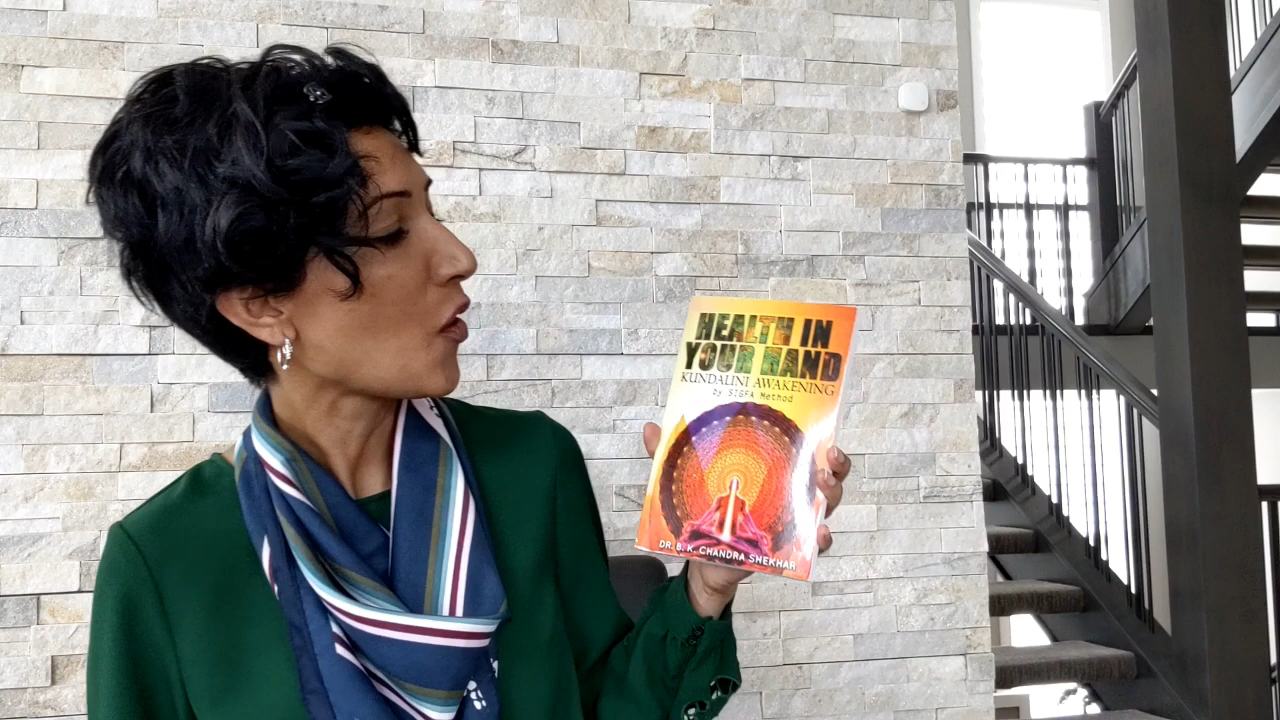 HEALTH IN
YOUR HAND
KUNDALINI AWAKENING
by SIGFA Method
DR. B. K. CHANDRA SHEKHAR